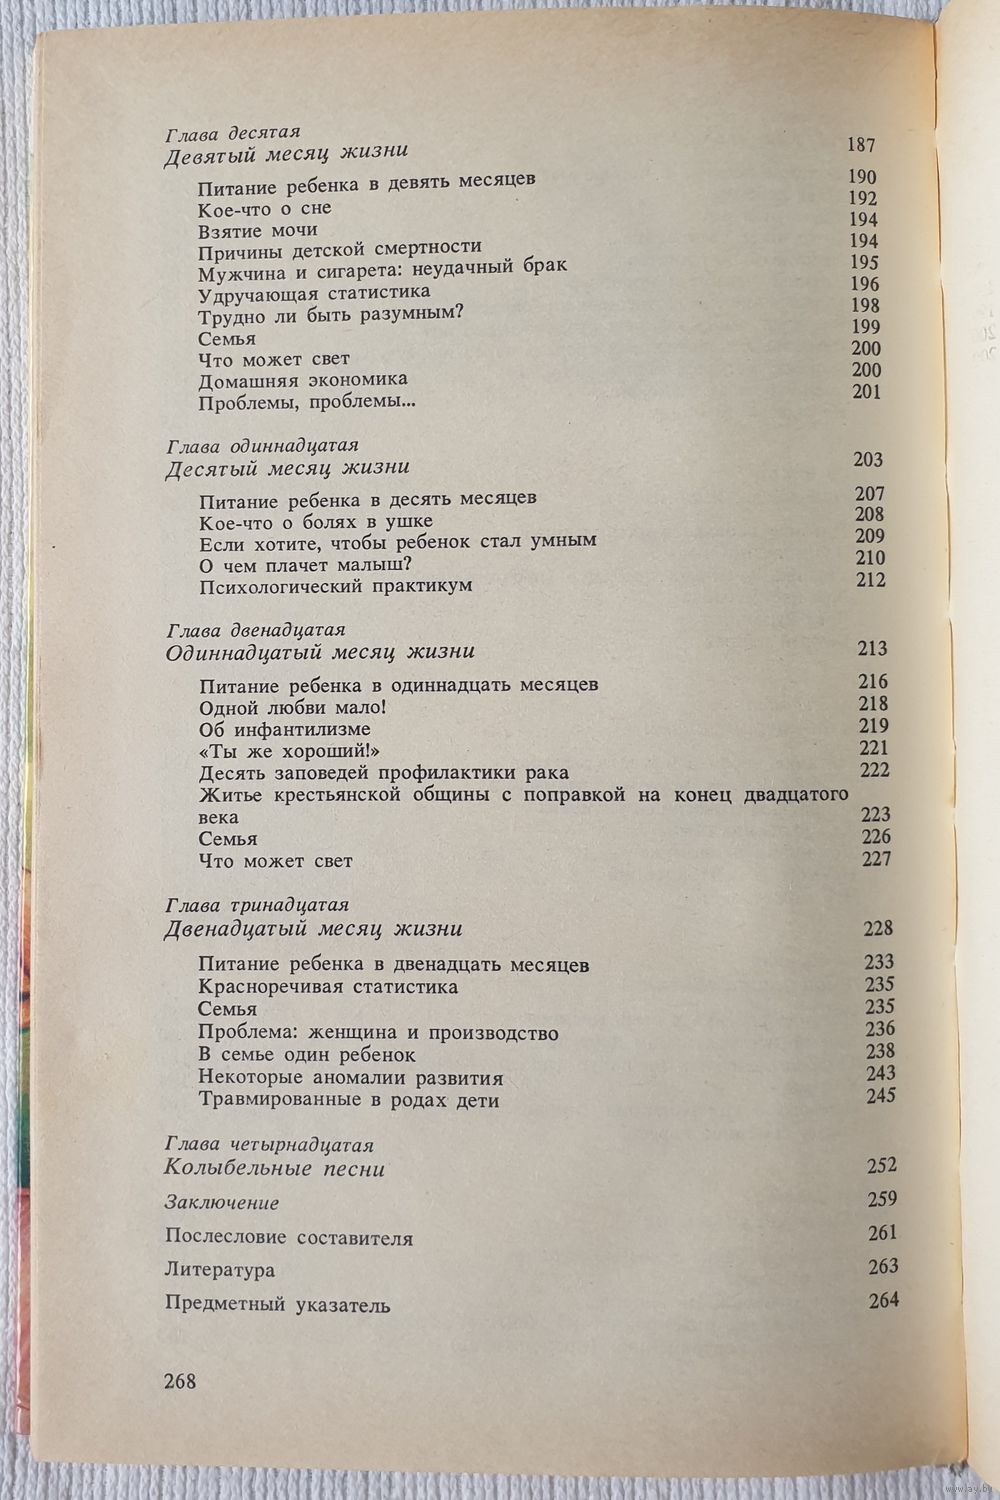 Глава десятая
Девятый месяц жизни 187
Питание ребенка в девять месяцев 190
Кое-что о сне 192
Взятие мочи 194
Причины детской смертности 194
Мужчина и сигарета: неудачный брак 195
Удручающая статистика 196
Трудно ли быть разумным? 198
Семья 199
Что может свет 200
Домашняя экономика 200
Проблемы, проблемы... 201
Глава одиннадцатая
Десятый месяц жизни 203
Питание ребенка в десять месяцев 207
Кое-что о болях в ушке 208
Если хотите, чтобы ребенок стал умным 209
О чем плачет малыш? 210
Психологический практикум 212
Глава двенадцатая
Одиннадцатый месяц жизни 213
Питание ребенка в одиннадцать месяцев 216
Одной любви мало! 218
Об инфантилизме 219
«Ты же хороший!» 221
Десять заповедей профилактики рака 222
Житье крестьянской общины с поправкой на конец двадцатого
века 223
Семья 226
Что может свет 227
Глава тринадцатая
Двенадцатый месяц жизни 228
Питание ребенка в двенадцать месяцев 233
Красноречивая статистика 235
Семья 235
Проблема: женщина и производство 236
В семье один ребенок 238
Некоторые аномалии развития 243
Травмированные в родах дети 245
Глава четырнадцатая
Колыбельные песни 252
Заключение 259
Послесловие составителя 261
Литература 263
Предметный указатель 264
268
www.ay.by